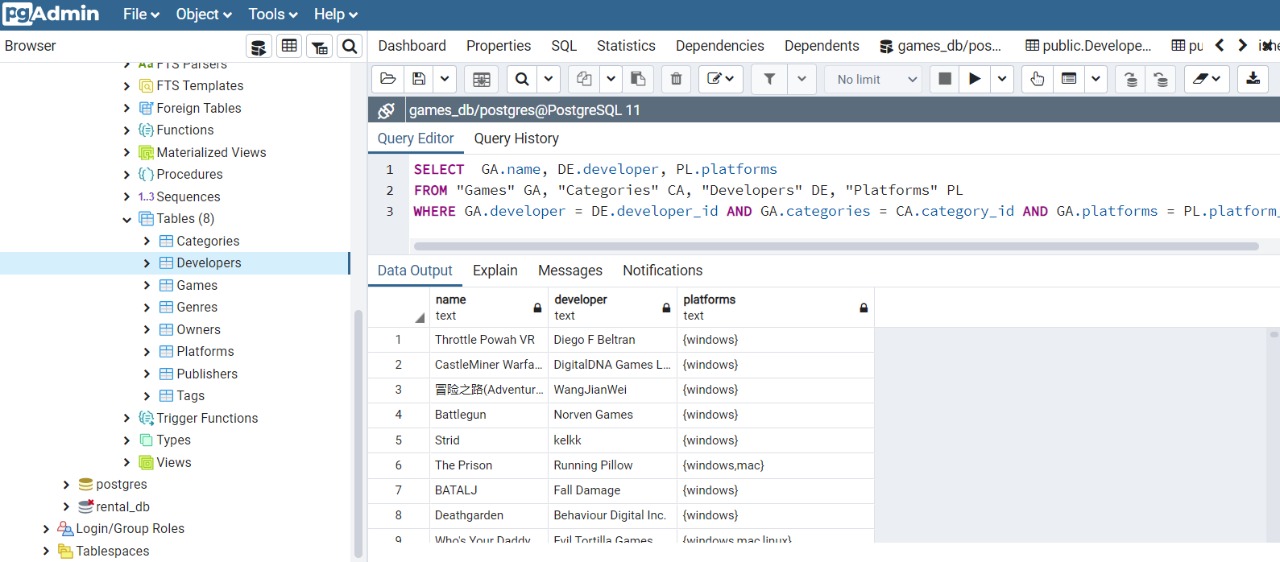 pgAdmin File Object Tools Help
Browser
Dashboard Properties SQL Statistics Dependencies Dependents games_db/pos... public.Develope... pu
FTS Parsers
FTS Templates
Foreign Tables
Functions
Materialized Views
Procedures
1..3 Sequences
Tables (8)
Categories
Developers
Games
Genres
Owners
Platforms
Publishers
Tags
Trigger Functions
Types
Views
postgres
rental_db
Login/Group Roles
Tablespaces
No limit
games_db/postgres@PostgreSQL 11
Query Editor Query History
1 SELECT GA.name, DE.developer, PL.platforms
2 FROM "Games" GA, "Categories" CA, "Developers" DE, "Platforms" PL
3 WHERE GA.developer = DE.developer_id AND GA.categories = CA.category_id AND GA.platforms = PL.platform_
Data Output Explain Messages Notifications
name developer platforms
text text text
1 Throttle Powah VR Diego F Beltran {windows}
2 CastleMiner Warfa... DigitalDNA Games L... {windows}
3 冒险之路(Adventur... WangJianWei {windows}
4 Battlegun Norven Games {windows}
5 Strid kelkk {windows}
6 The Prison Running Pillow {windows,mac}
7 BATALJ Fall Damage {windows}
8 Deathgarden Behaviour Digital Inc. {windows}
9 Who's Your Daddy Evil Tortilla Games {windows,mac,linux}